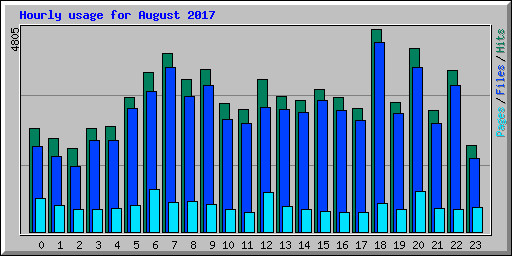 Hourly usage for August 2017
4805
Pages/Files/Hits
0 1 2 3 4 5 6 7 8 9 10 11 12 13 14 15 16 17 18 19 20 21 22 23